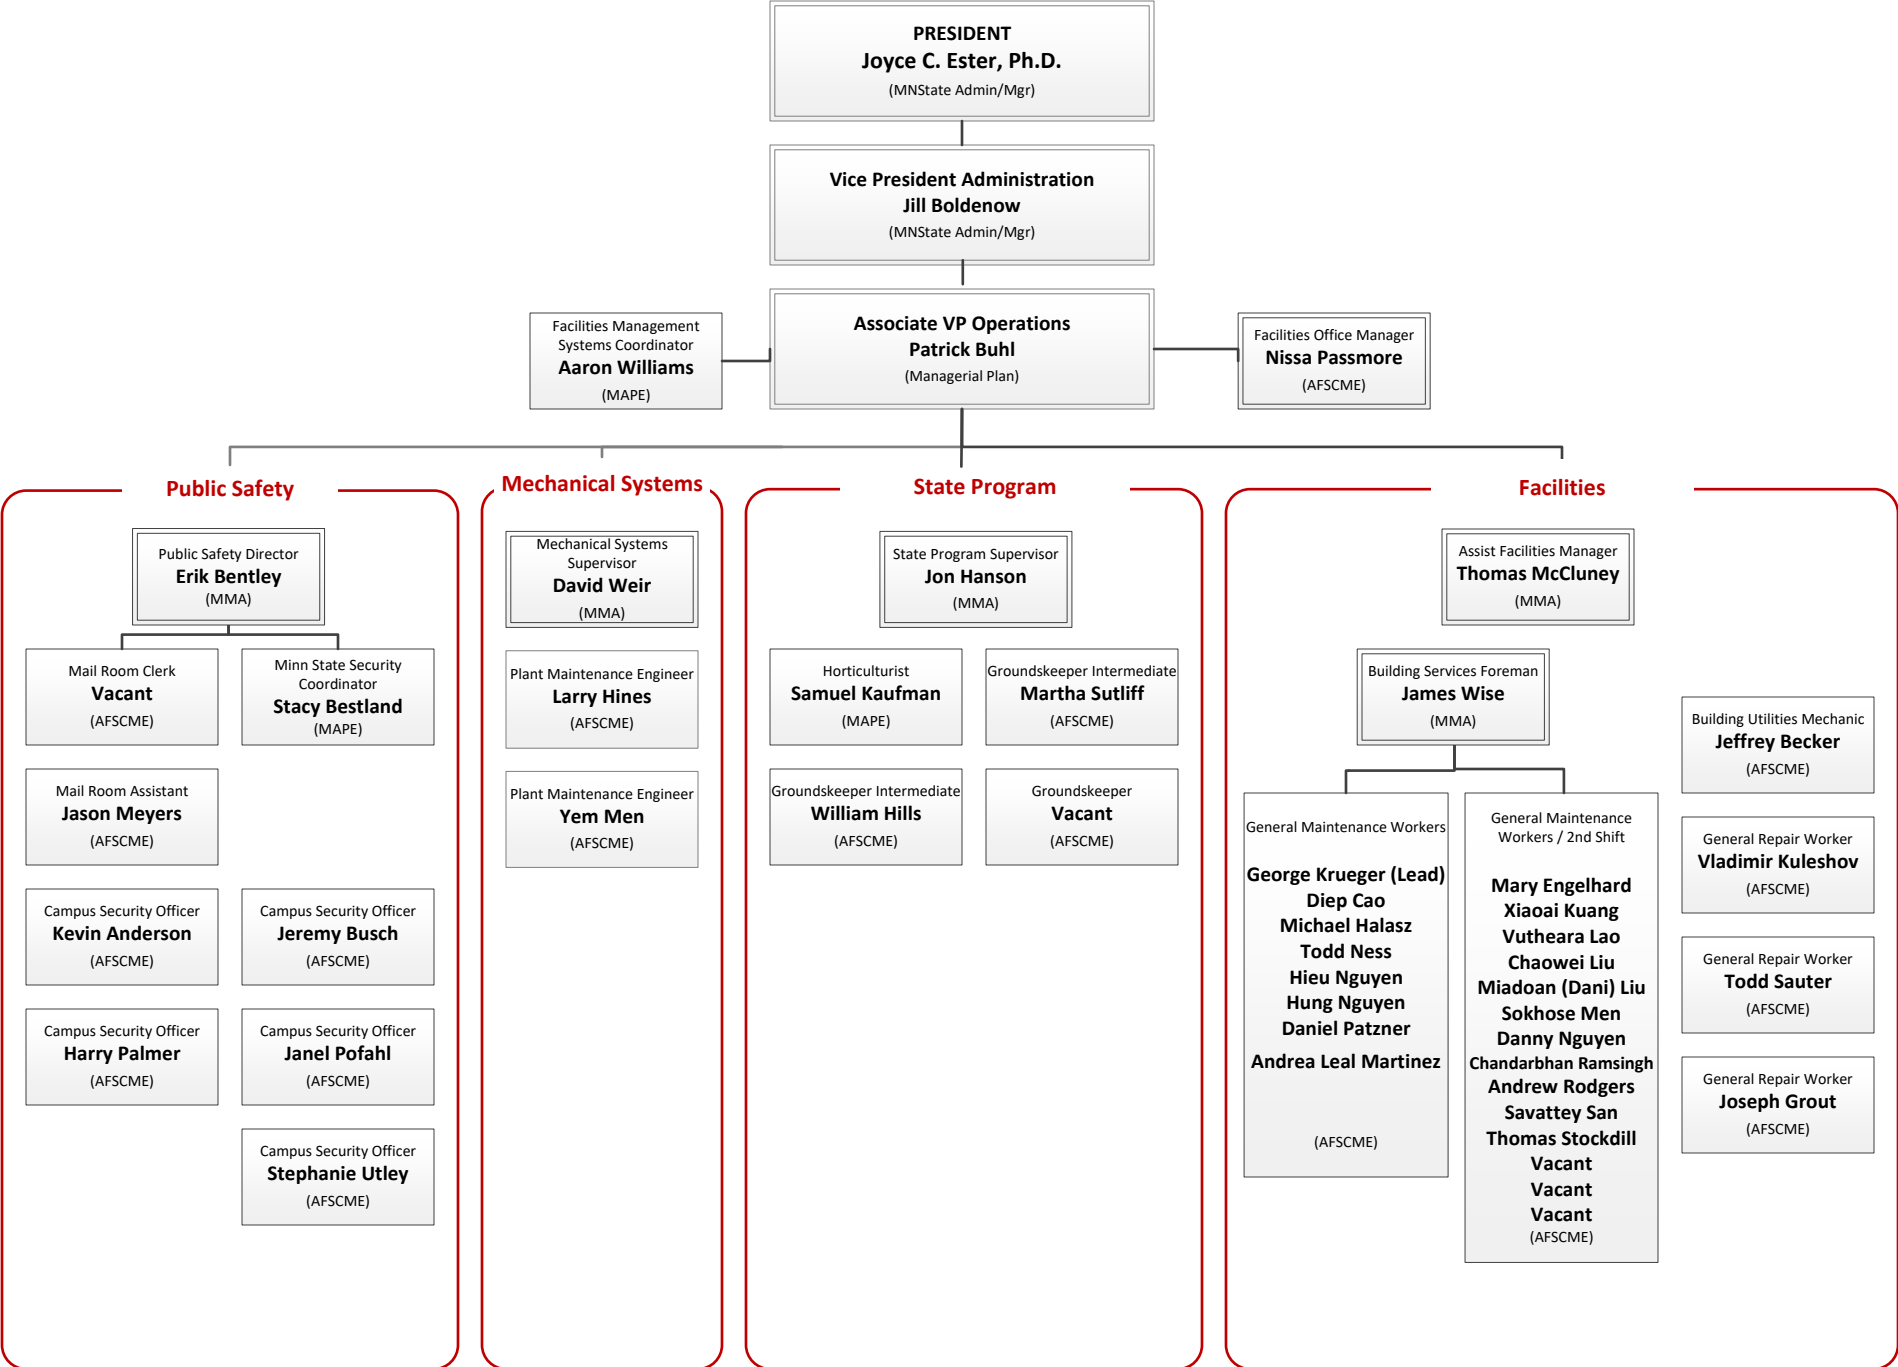 PRESIDENT
Joyce C. Ester, Ph.D.
(MNState Admin/Mgr)
Vice President Administration
Jill Boldenow
(MNState Admin/Mgr)
Associate VP Operations
Patrick Buhl
(Managerial Plan)
Facilities Management
Systems Coordinator
Aaron Williams
(MAPE)
Facilities Office Manager
Nissa Passmore
(AFSCME)
Public Safety
Public Safety Director
Erik Bentley
(MMA)
Mail Room Clerk
Vacant
(AFSCME)
Minn State Security
Coordinator
Stacy Bestland
(MAPE)
Mail Room Assistant
Jason Meyers
(AFSCME)
Campus Security Officer
Kevin Anderson
(AFSCME)
Campus Security Officer
Jeremy Busch
(AFSCME)
Campus Security Officer
Harry Palmer
(AFSCME)
Campus Security Officer
Janel Pofahl
(AFSCME)
Campus Security Officer
Stephanie Utley
(AFSCME)
Mechanical Systems
Mechanical Systems
Supervisor
David Weir
(MMA)
Plant Maintenance Engineer
Larry Hines
(AFSCME)
Plant Maintenance Engineer
Yem Men
(AFSCME)
State Program
State Program Supervisor
Jon Hanson
(MMA)
Horticulturist
Samuel Kaufman
(MAPE)
Groundskeeper Intermediate
Martha Sutliff
(AFSCME)
Groundskeeper Intermediate
William Hills
(AFSCME)
Groundskeeper
Vacant
(AFSCME)
Facilities
Assist Facilities Manager
Thomas McCluney
(MMA)
Building Services Foreman
James Wise
(MMA)
General Maintenance Workers
George Krueger (Lead)
Diep Cao
Michael Halasz
Todd Ness
Hieu Nguyen
Hung Nguyen
Daniel Patzner
Andrea Leal Martinez
(AFSCME)
General Maintenance
Workers / 2nd Shift
Mary Engelhard
Xiaoai Kuang
Vutheara Lao
Chaowei Liu
Miadoan (Dani) Liu
Sokhose Men
Danny Nguyen
Chandarbhan Ramsingh
Andrew Rodgers
Savattey San
Thomas Stockdill
Vacant
Vacant
Vacant
(AFSCME)
Building Utilities Mechanic
Jeffrey Becker
(AFSCME)
General Repair Worker
Vladimir Kuleshov
(AFSCME)
General Repair Worker
Todd Sauter
(AFSCME)
General Repair Worker
Joseph Grout
(AFSCME)